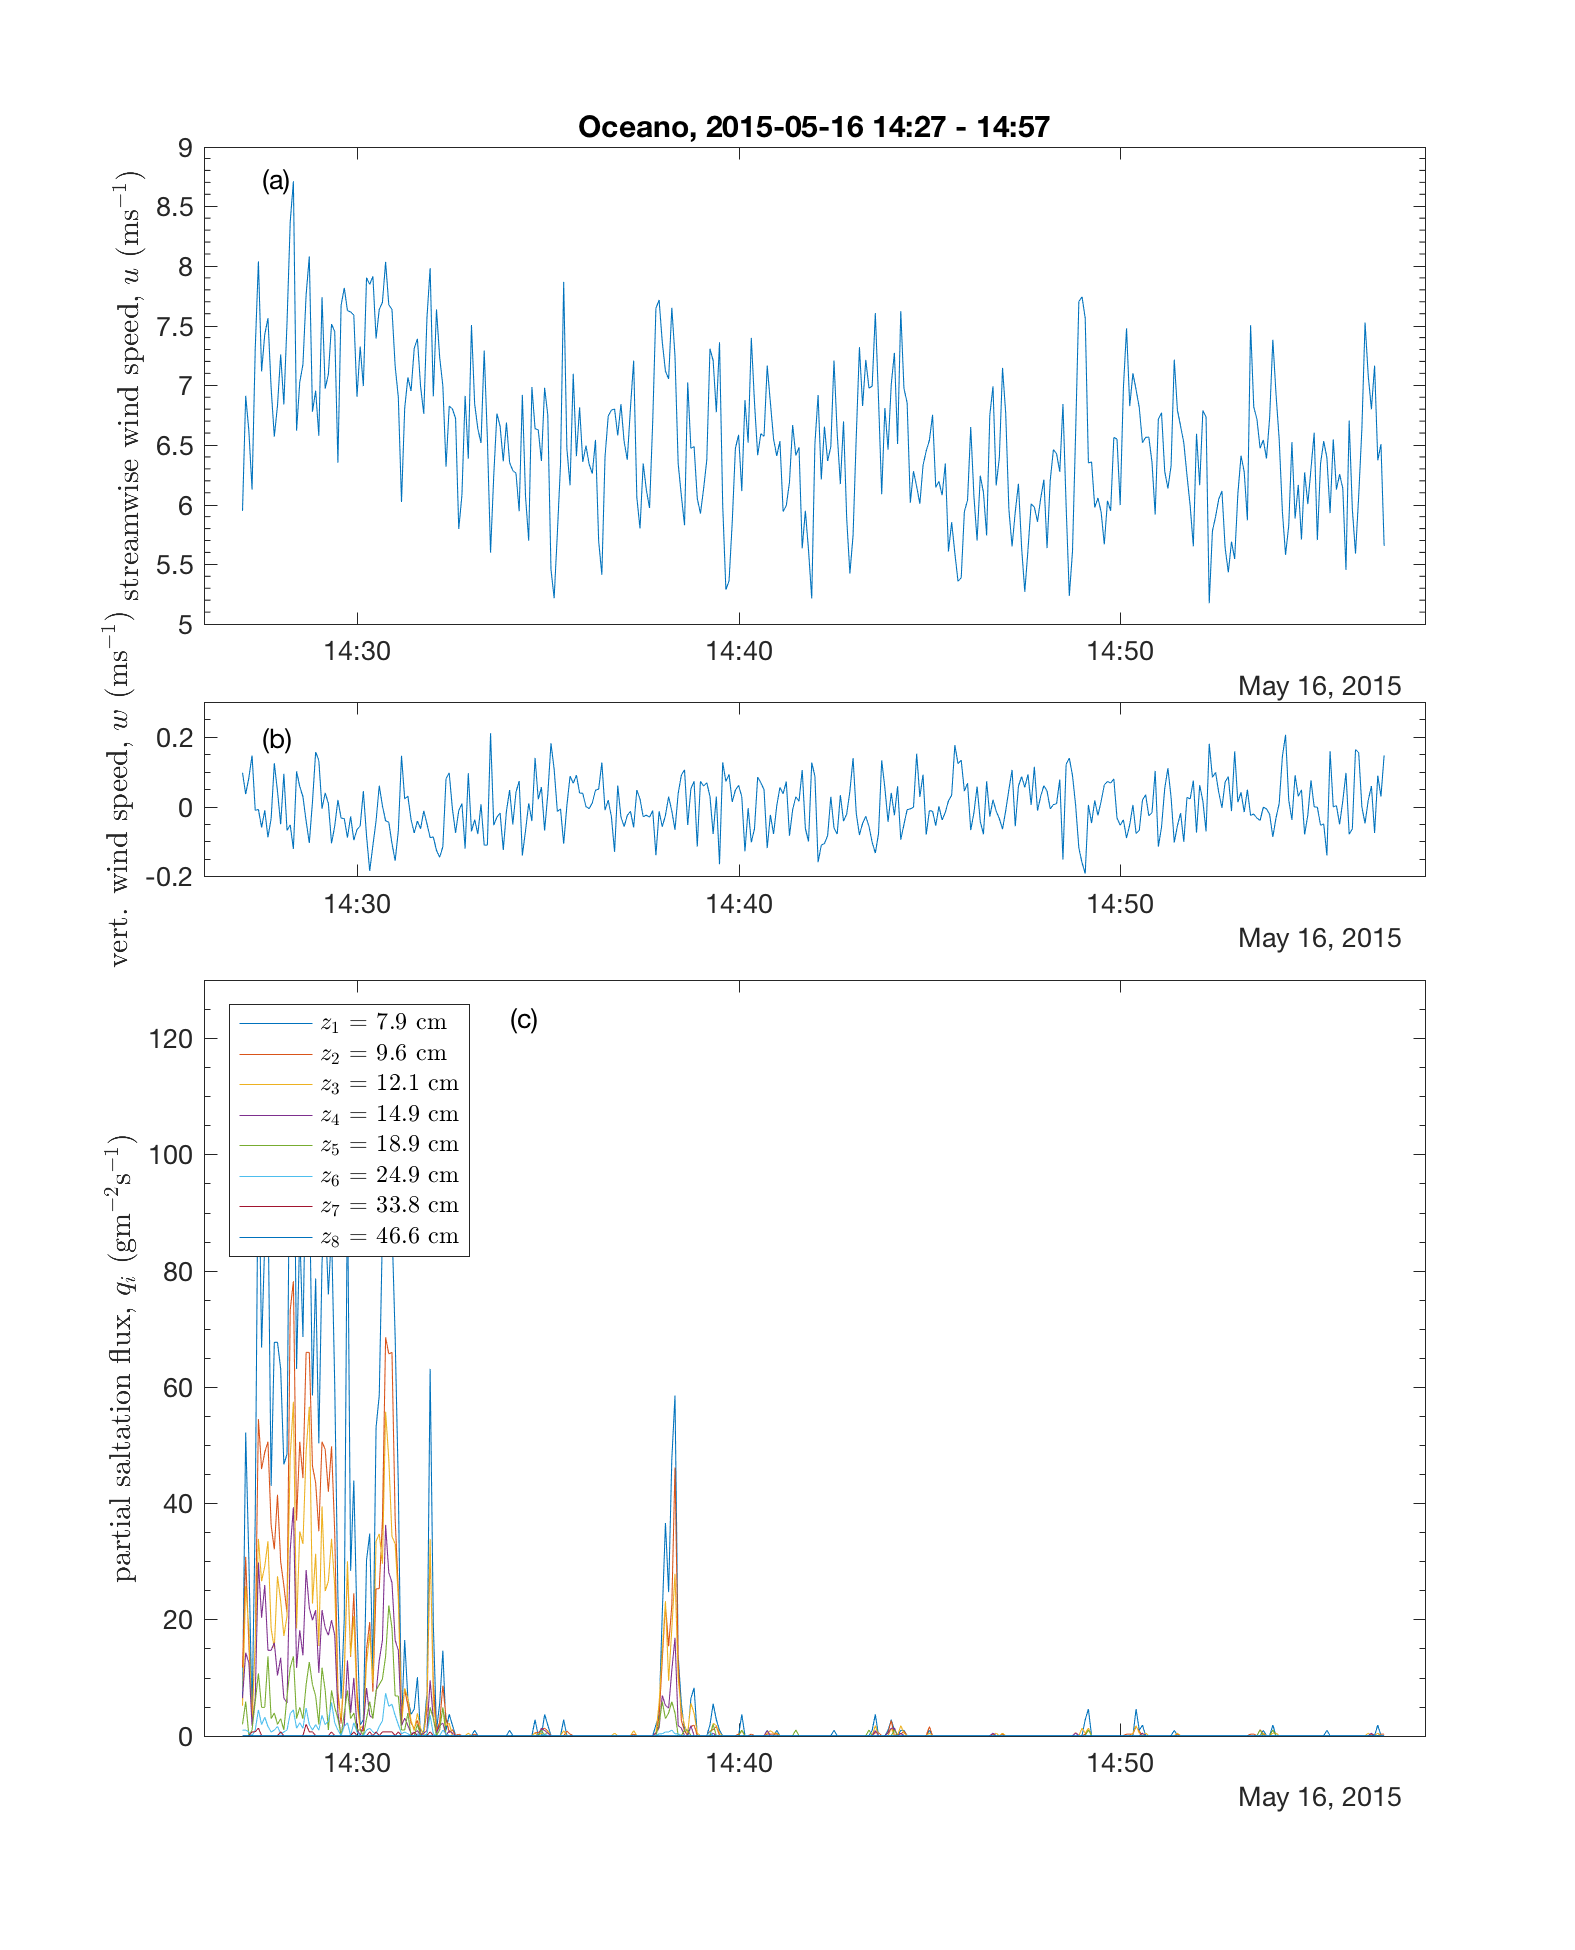 Oceano, 2015-05-16 14:27 - 14:57
streamwise wind speed, u (ms⁻¹)
9
8.5
8
7.5
7
6.5
6
5.5
5
(a)
14:30 14:40 14:50
May 16, 2015
vert. wind speed, w (ms⁻¹)
0.2
0
-0.2
(b)
14:30 14:40 14:50
May 16, 2015
partial saltation flux, qᵢ (gm⁻²s⁻¹)
120
100
80
60
40
20
0
z₁ = 7.9 cm
z₂ = 9.6 cm
z₃ = 12.1 cm
z₄ = 14.9 cm
z₅ = 18.9 cm
z₆ = 24.9 cm
z₇ = 33.8 cm
z₈ = 46.6 cm
(c)
14:30 14:40 14:50
May 16, 2015